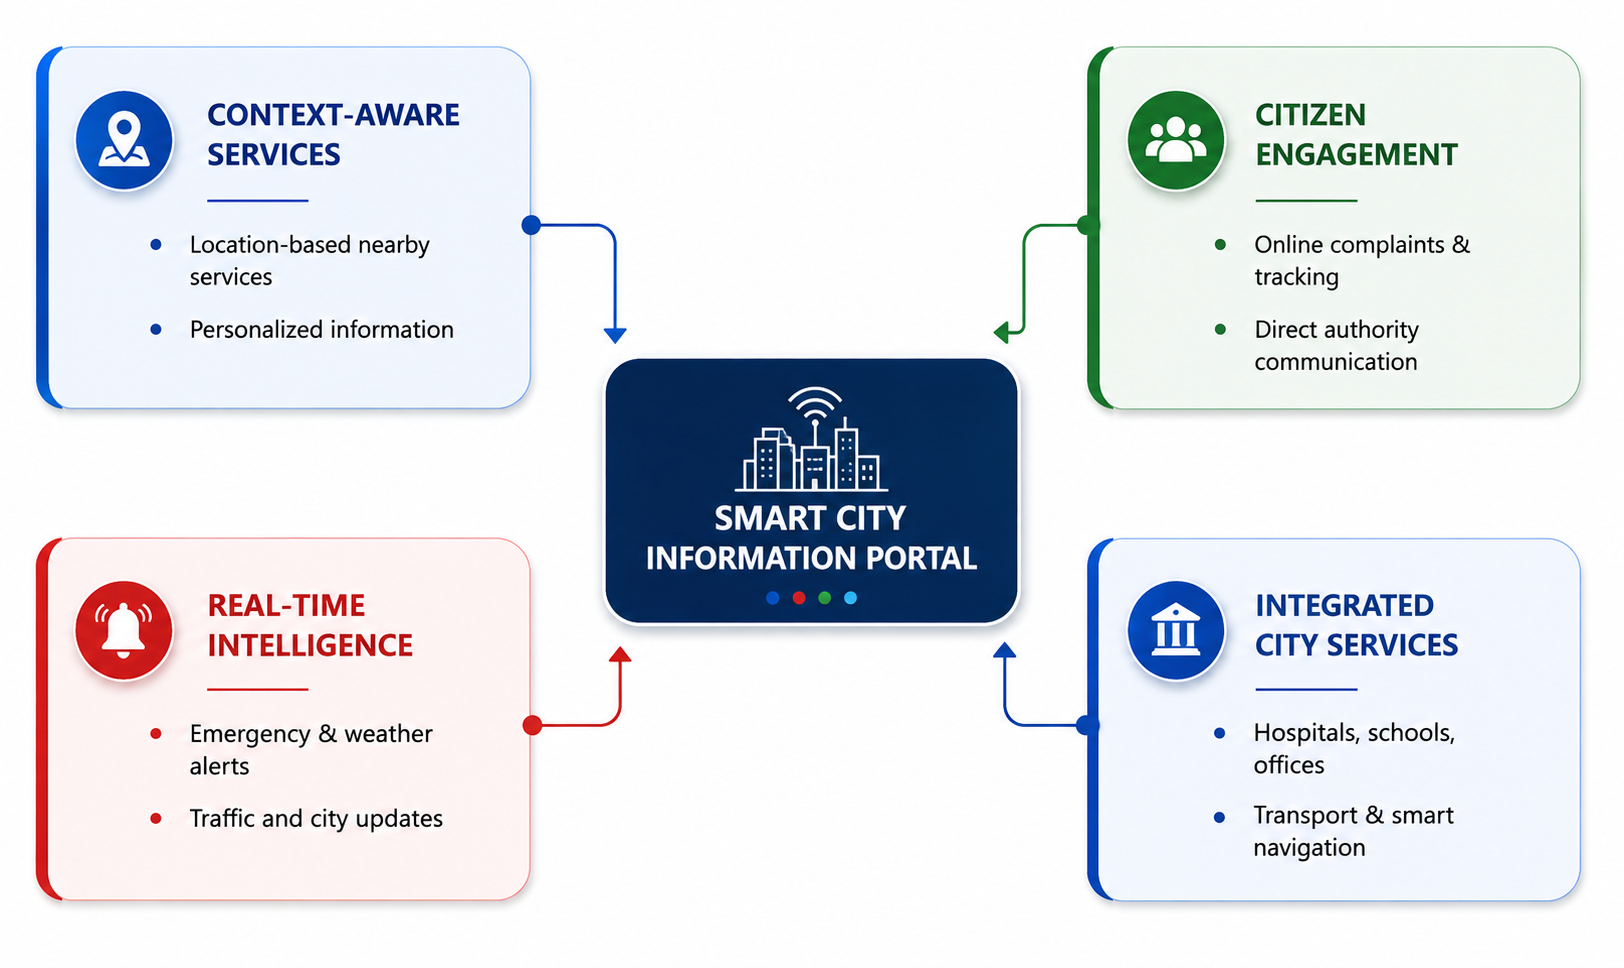 CONTEXT-AWARE
SERVICES
Location-based nearby
services
Personalized information
CITIZEN
ENGAGEMENT
Online complaints &
tracking
Direct authority
communication
SMART CITY
INFORMATION PORTAL
REAL-TIME
INTELLIGENCE
Emergency & weather
alerts
Traffic and city updates
INTEGRATED
CITY SERVICES
Hospitals, schools,
offices
Transport & smart
navigation